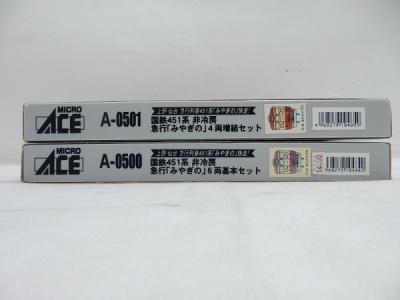 MICRO ACE
A-0501
上野-仙台 急行列車451系「みやぎの」快走!
国鉄451系 非冷房
急行「みやぎの」4両増結セット
4968279184859
MICRO ACE
A-0500
上野-仙台 急行列車451系「みやぎの」快走!
国鉄451系 非冷房
急行「みやぎの」6両基本セット